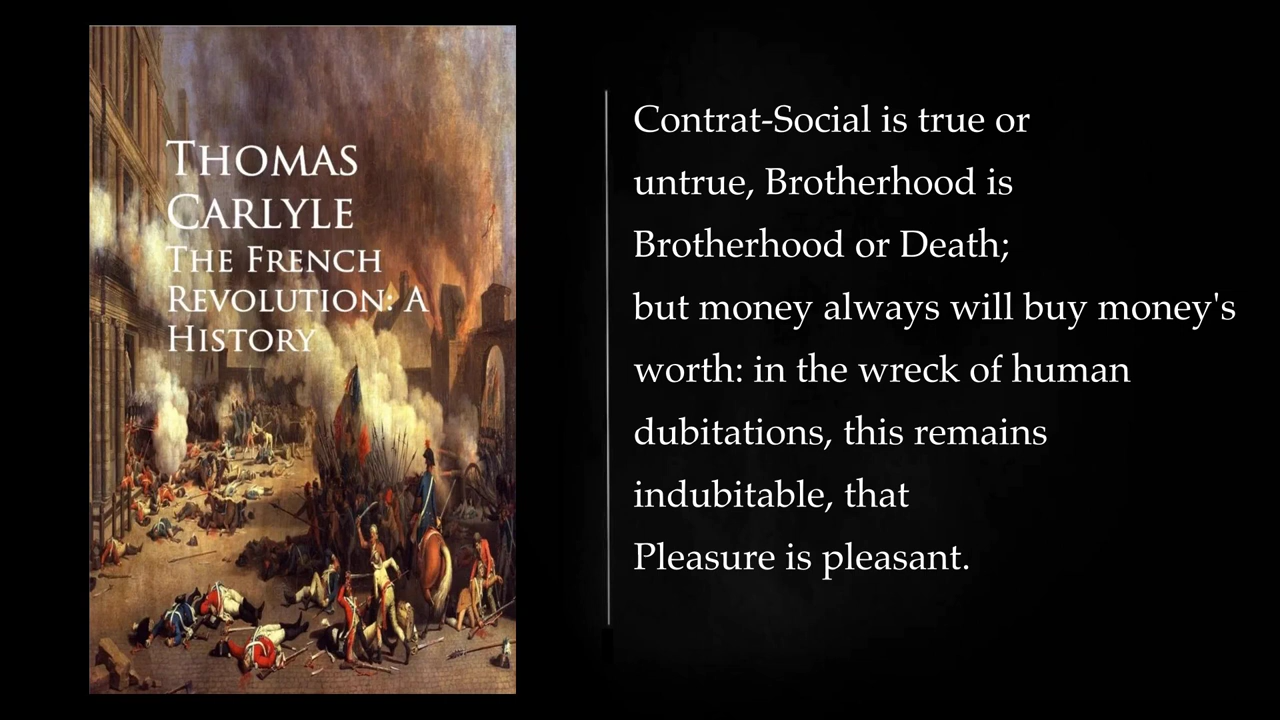 THOMAS
CARLYLE
THE FRENCH
REVOLUTION: A
HISTORY
Contrat-Social is true or
untrue, Brotherhood is
Brotherhood or Death;
but money always will buy money's
worth: in the wreck of human
dubitations, this remains
indubitable, that
Pleasure is pleasant.